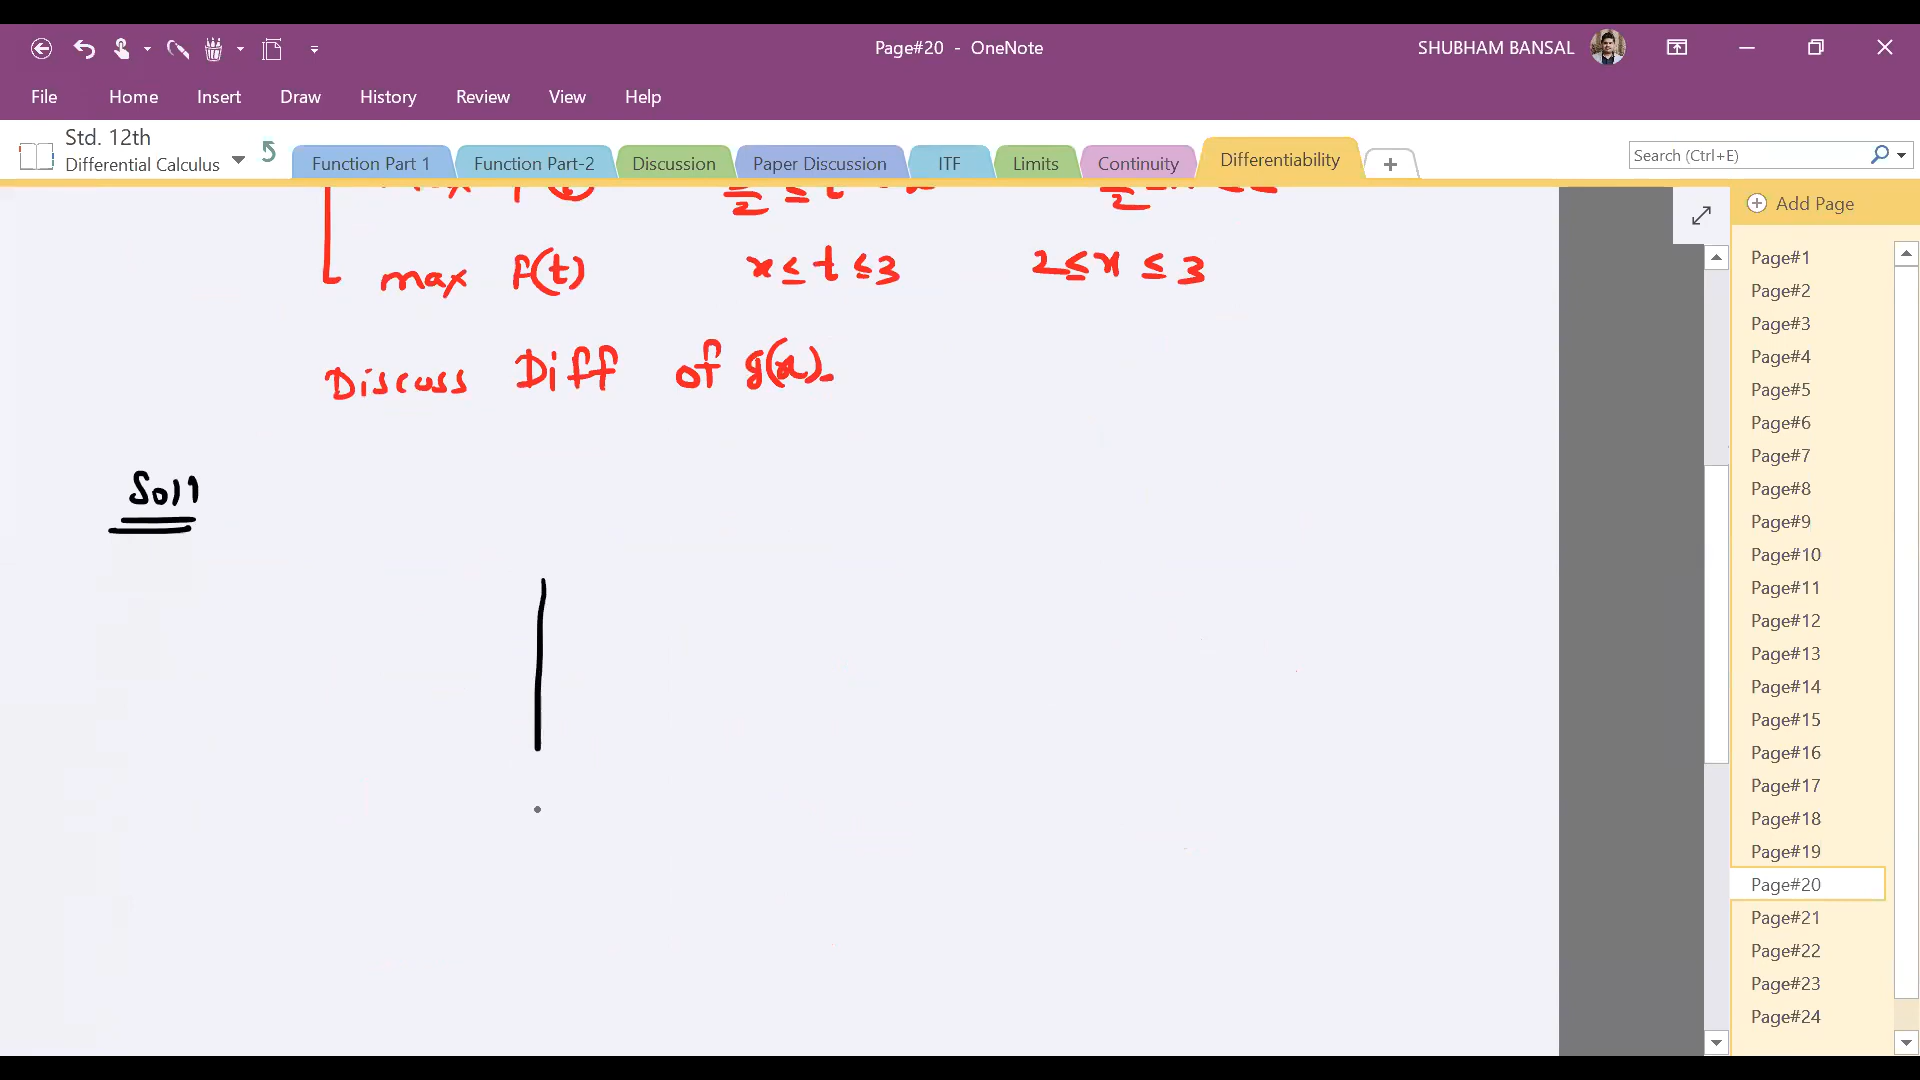 Page#20 - OneNote
SHUBHAM BANSAL
File Home Insert Draw History Review View Help
Std. 12th
Differential Calculus
Function Part 1 Function Part-2 Discussion Paper Discussion ITF Limits Continuity Differentiability
Search (Ctrl+E)
Add Page
max f(t) x ≤ t ≤ 3 2 ≤ x ≤ 3
Discuss Diff of g(x).
Soln
Page#1
Page#2
Page#3
Page#4
Page#5
Page#6
Page#7
Page#8
Page#9
Page#10
Page#11
Page#12
Page#13
Page#14
Page#15
Page#16
Page#17
Page#18
Page#19
Page#20
Page#21
Page#22
Page#23
Page#24